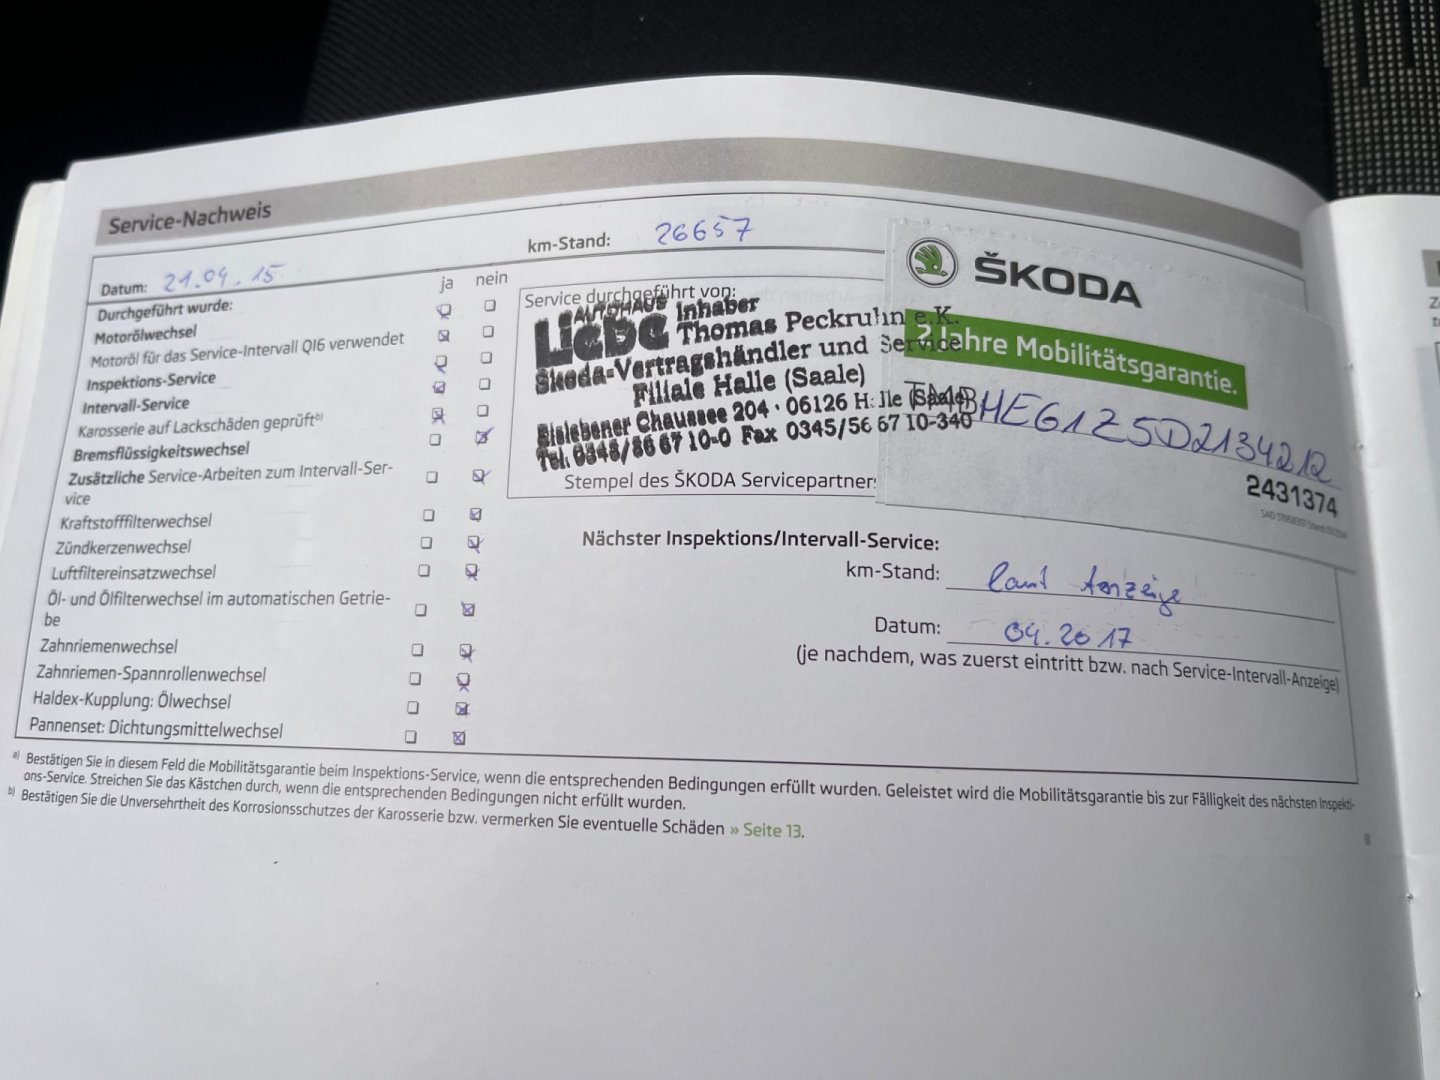 Service-Nachweis
Datum: 21.04.15
km-Stand: 26657
ja nein
Durchgeführt wurde:
Motorölwechsel
Motoröl für das Service-Intervall QI6 verwendet
Inspektions-Service
Intervall-Service
Karosserie auf Lackschäden geprüft b)
Bremsflüssigkeitswechsel
Zusätzliche Service-Arbeiten zum Intervall-Ser-
vice
Kraftstofffilterwechsel
Zündkerzenwechsel
Luftfiltereinsatzwechsel
Öl- und Ölfilterwechsel im automatischen Getrie-
be
Zahnriemenwechsel
Zahnriemen-Spannrollenwechsel
Haldex-Kupplung: Ölwechsel
Pannenset: Dichtungsmittelwechsel
Service durchgeführt von:
AUTOHAUS
Liebe Inhaber
Thomas Peckruhn e.K.
Skoda-Vertragshändler und Service
Filiale Halle (Saale)
Eislebener Chaussee 204 · 06126 Halle (Saale)
Tel. 0345/56 67 10-0 Fax 0345/56 67 10-340
Stempel des ŠKODA Servicepartners
ŠKODA
2 Jahre Mobilitätsgarantie.
TMBHEG1Z5D2134212
2431374
Nächster Inspektions/Intervall-Service:
km-Stand: laut Anzeige
Datum: 04.2017
(je nachdem, was zuerst eintritt bzw. nach Service-Intervall-Anzeige)
a) Bestätigen Sie in diesem Feld die Mobilitätsgarantie beim Inspektions-Service, wenn die entsprechenden Bedingungen erfüllt wurden. Geleistet wird die Mobilitätsgarantie bis zur Fälligkeit des nächsten Inspekti-
ons-Service. Streichen Sie das Kästchen durch, wenn die entsprechenden Bedingungen nicht erfüllt wurden.
b) Bestätigen Sie die Unversehrtheit des Korrosionsschutzes der Karosserie bzw. vermerken Sie eventuelle Schäden » Seite 13.